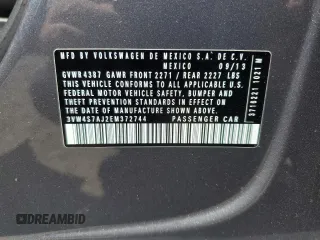 MFD BY VOLKSWAGEN DE MEXICO S.A. DE C.V.
MEXICO 09/13
GVWR 4387 GAWR FRONT 2271 / REAR 2227 LBS
THIS VEHICLE CONFORMS TO ALL APPLICABLE
FEDERAL MOTOR VEHICLE SAFETY, BUMPER AND
THEFT PREVENTION STANDARDS IN EFFECT ON
THE DATE OF MANUFACTURE SHOWN ABOVE
3VW4S7AJ2EM372744 PASSENGER CAR
3716221 1021 M
DREAMBID